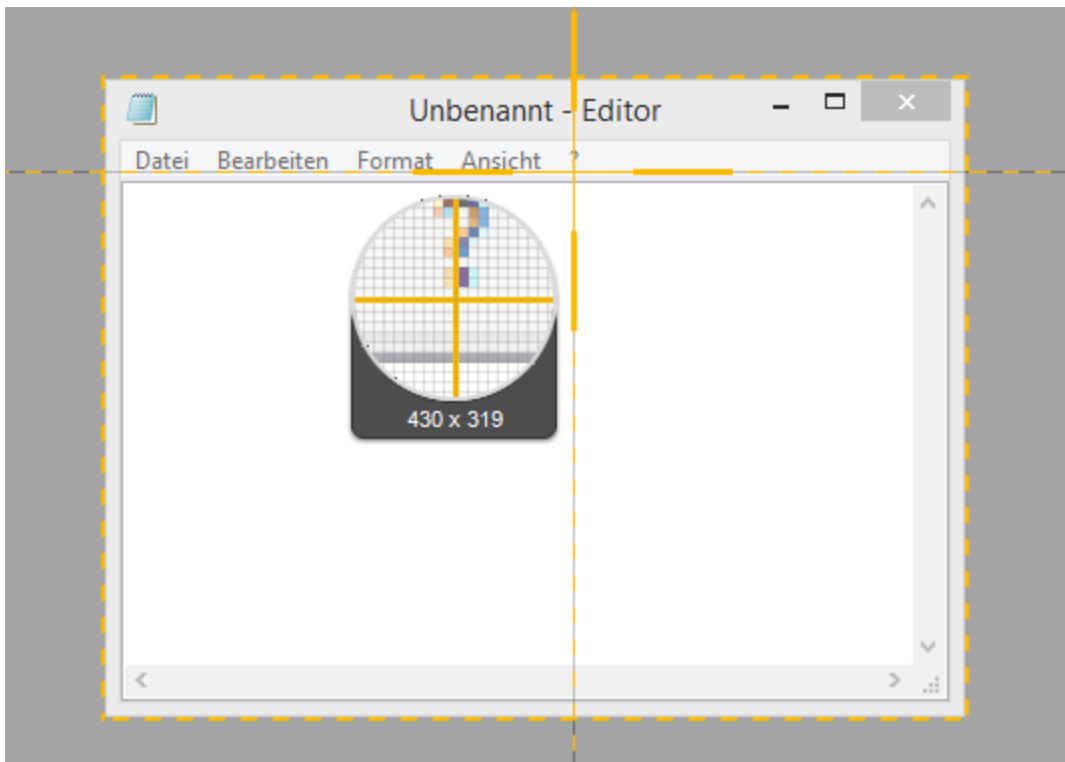 Unbenannt - Editor
Datei Bearbeiten Format Ansicht ?
?
430 x 319